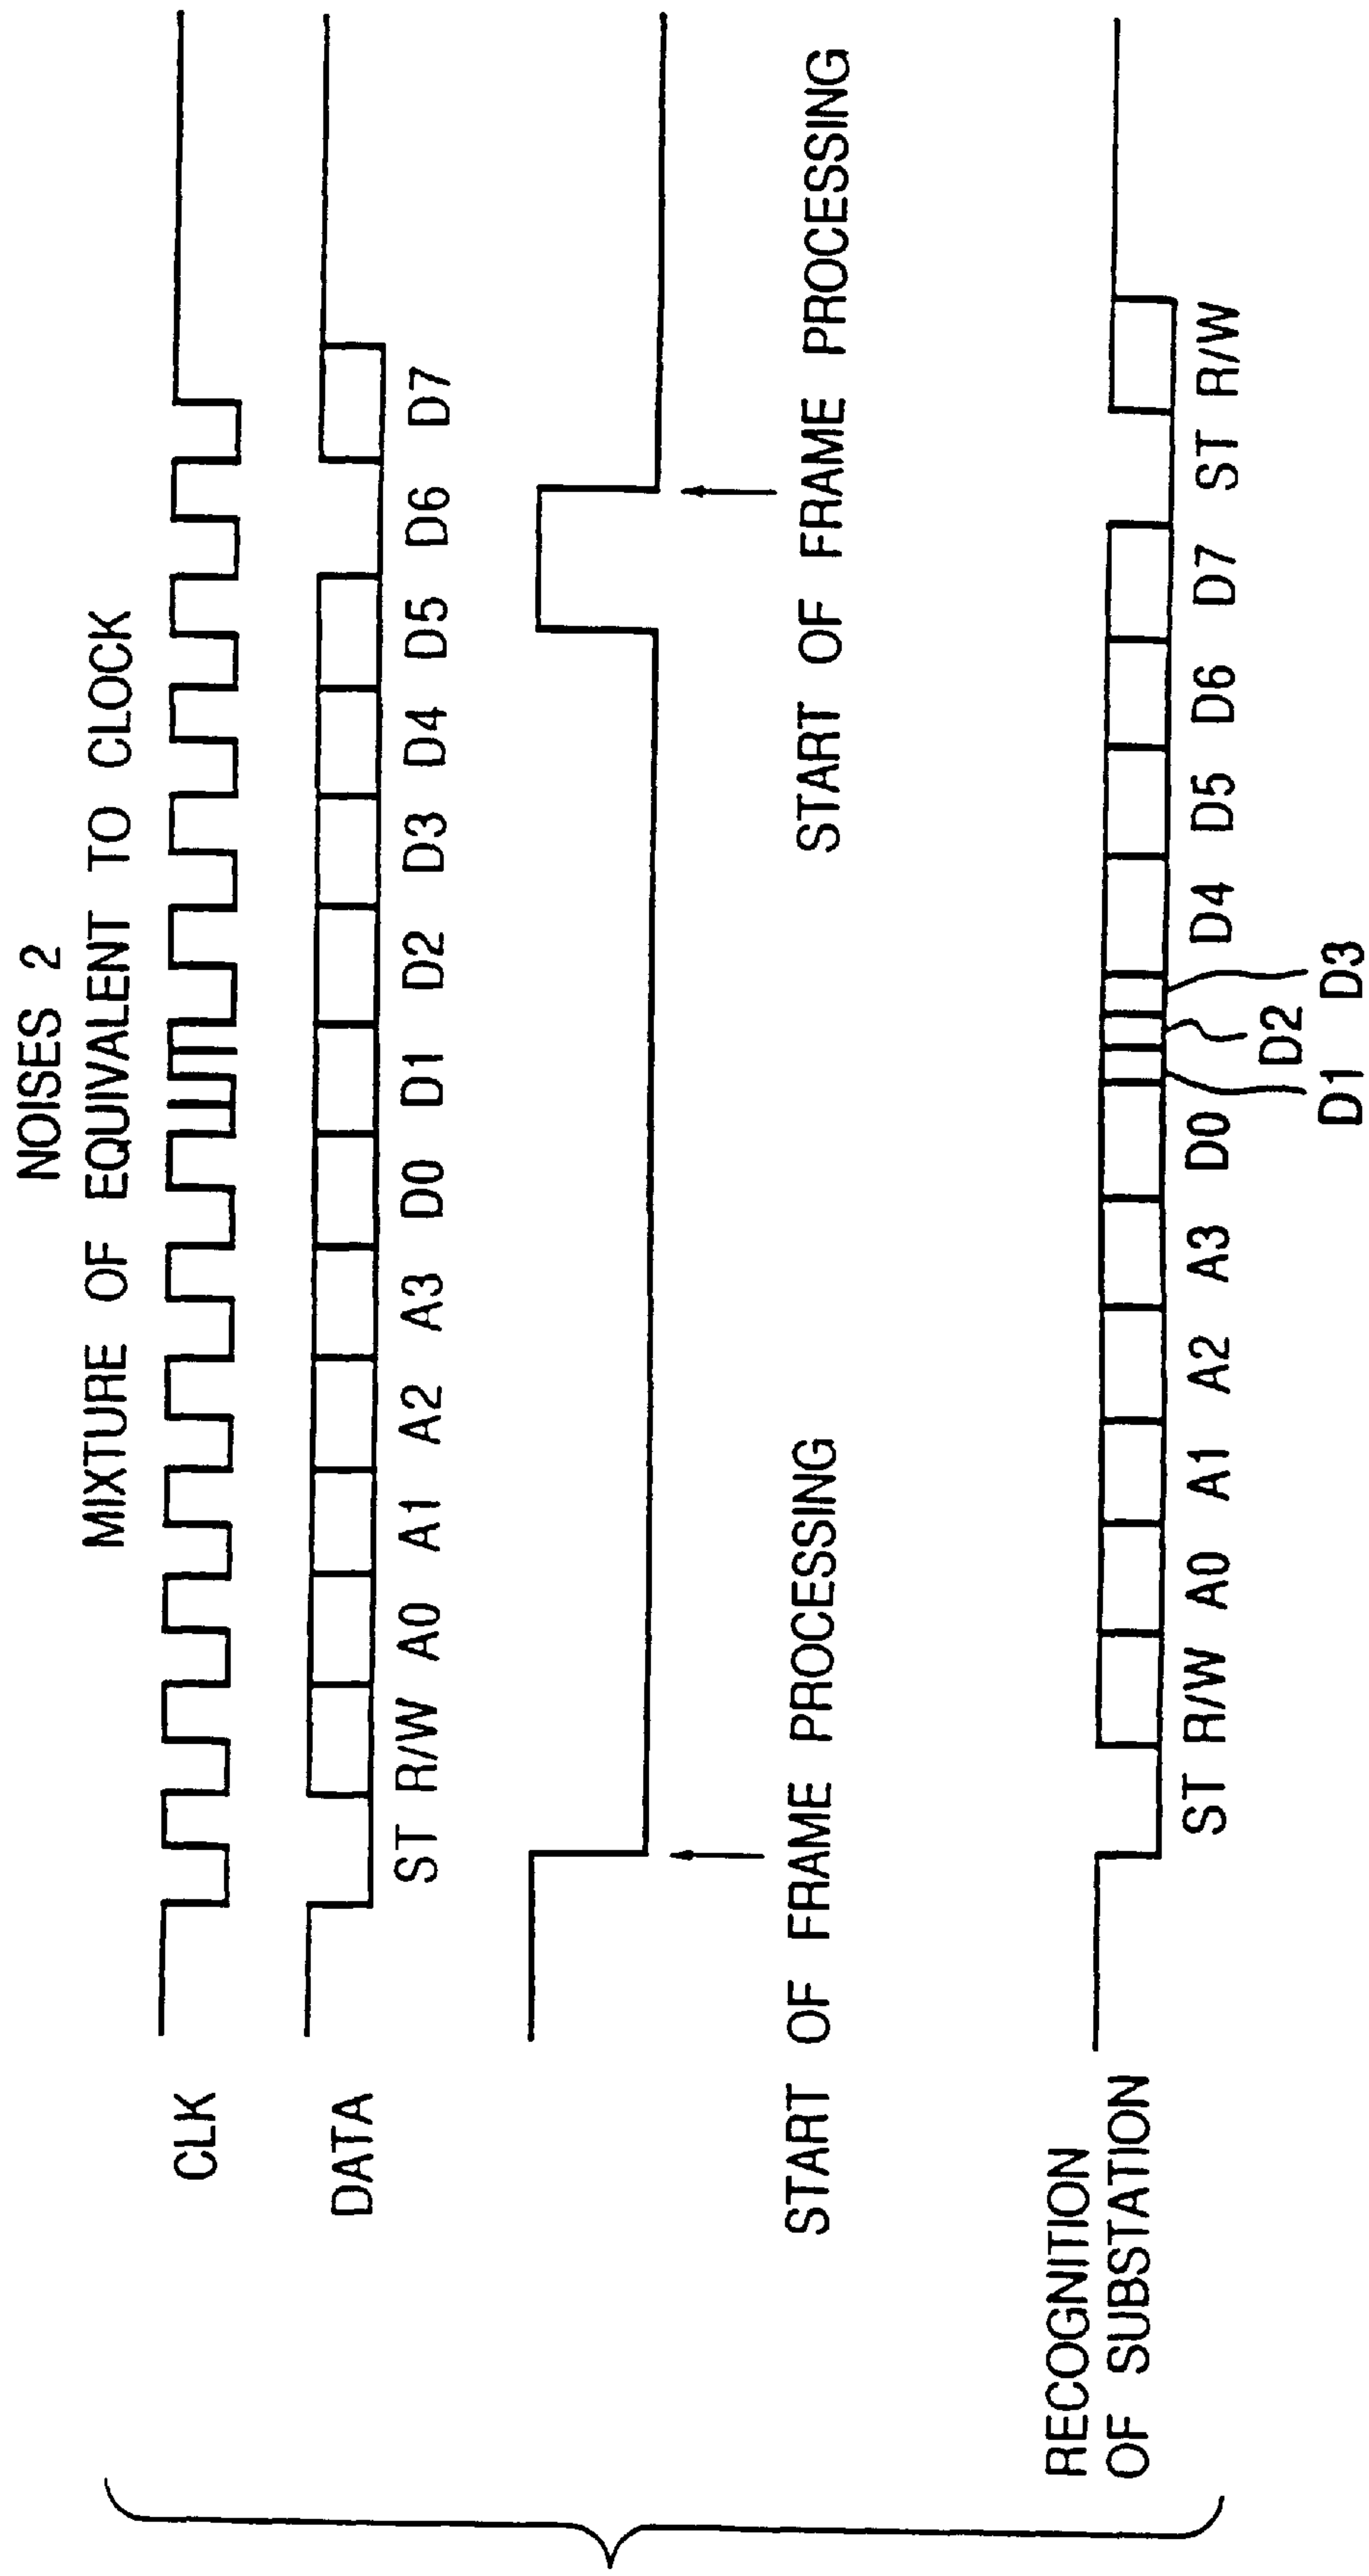 NOISES 2
MIXTURE OF EQUIVALENT TO CLOCK
CLK
DATA
ST R/W A0 A1 A2 A3 D0 D1 D2 D3 D4 D5 D6 D7
START OF FRAME PROCESSING
START OF FRAME PROCESSING
RECOGNITION
OF SUBSTATION
ST R/W A0 A1 A2 A3 D0 D4 D5 D6 D7 ST R/W
D2
D1 D3